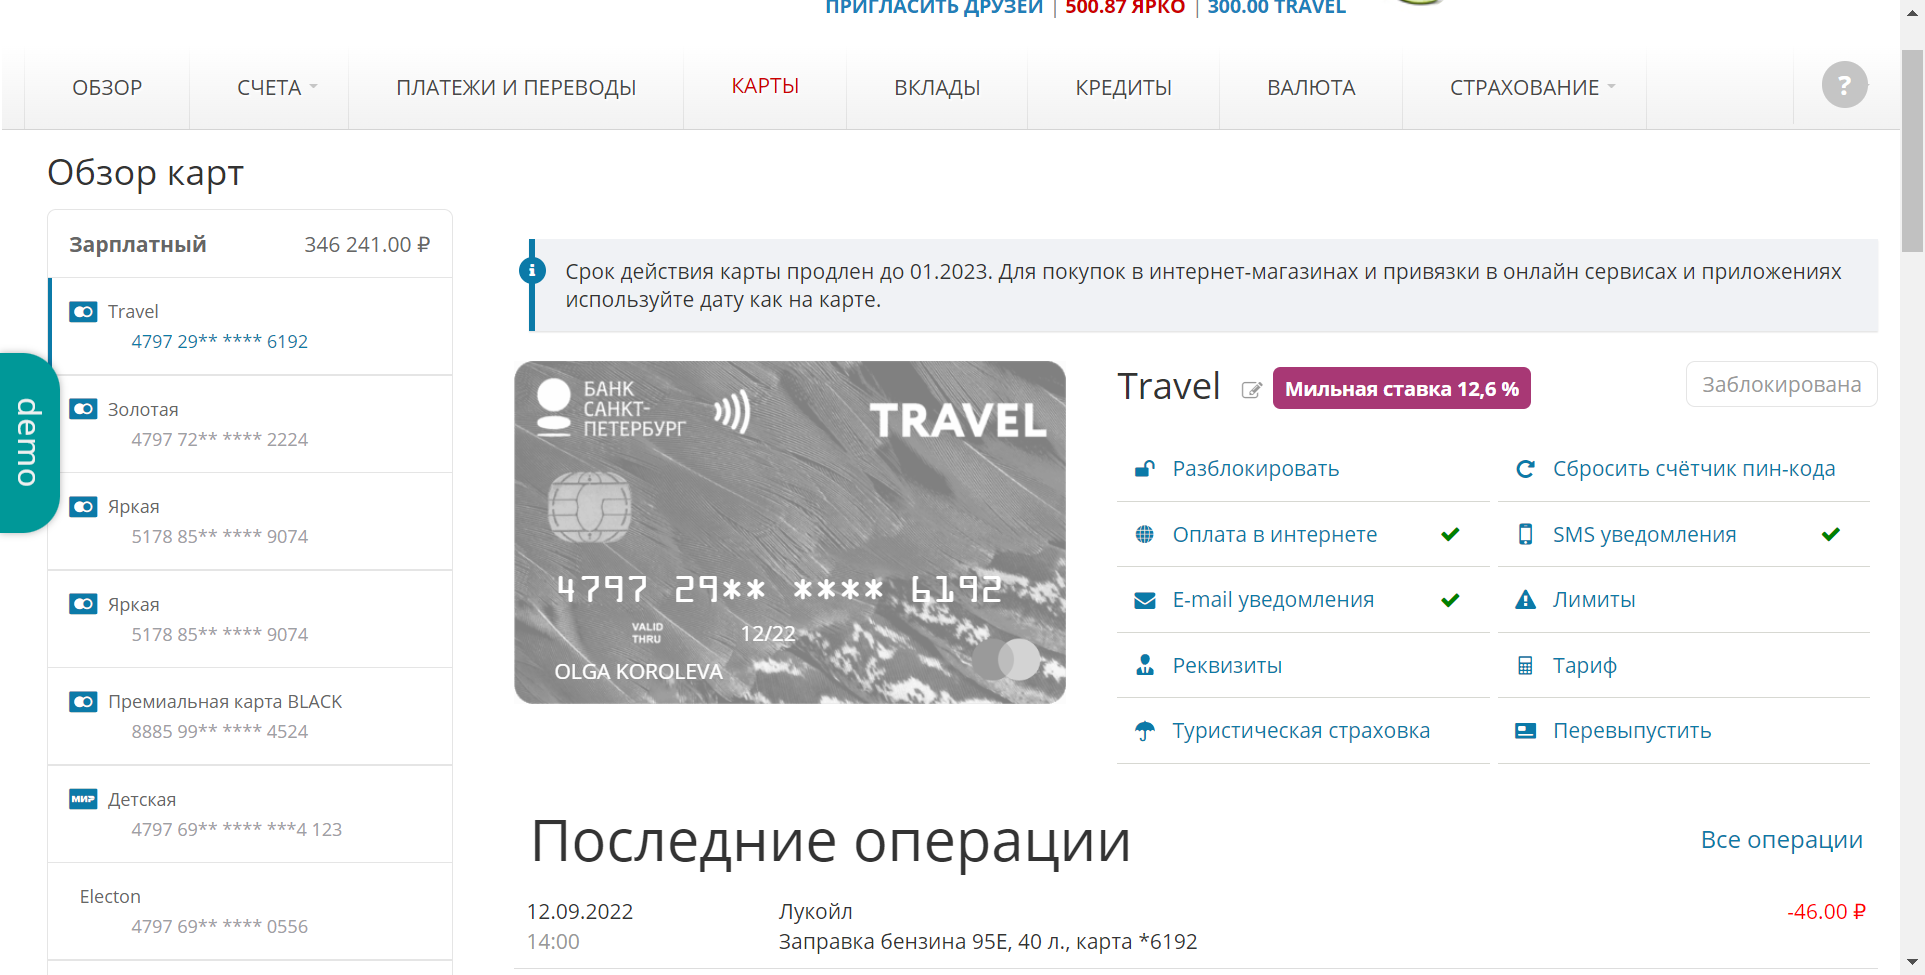 ПРИГЛАСИТЬ ДРУЗЕЙ | 500.87 ЯРКО | 300.00 TRAVEL
ОБЗОР СЧЕТА ПЛАТЕЖИ И ПЕРЕВОДЫ КАРТЫ ВКЛАДЫ КРЕДИТЫ ВАЛЮТА СТРАХОВАНИЕ ?
Обзор карт
Зарплатный 346 241.00 ₽
Travel
4797 29** **** 6192
Золотая
4797 72** **** 2224
Яркая
5178 85** **** 9074
Яркая
5178 85** **** 9074
Премиальная карта BLACK
8885 99** **** 4524
МИР Детская
4797 69** **** ***4 123
Electon
4797 69** **** 0556
demo
Срок действия карты продлен до 01.2023. Для покупок в интернет-магазинах и привязки в онлайн сервисах и приложениях
используйте дату как на карте.
БАНК
САНКТ-
ПЕТЕРБУРГ
TRAVEL
4797 29** **** 6192
VALID
THRU
12/22
OLGA KOROLEVA
Travel Мильная ставка 12,6 % Заблокирована
Разблокировать Сбросить счётчик пин-кода
Оплата в интернете SMS уведомления
E-mail уведомления Лимиты
Реквизиты Тариф
Туристическая страховка Перевыпустить
Последние операции Все операции
12.09.2022 Лукойл -46.00 ₽
14:00 Заправка бензина 95Е, 40 л., карта *6192